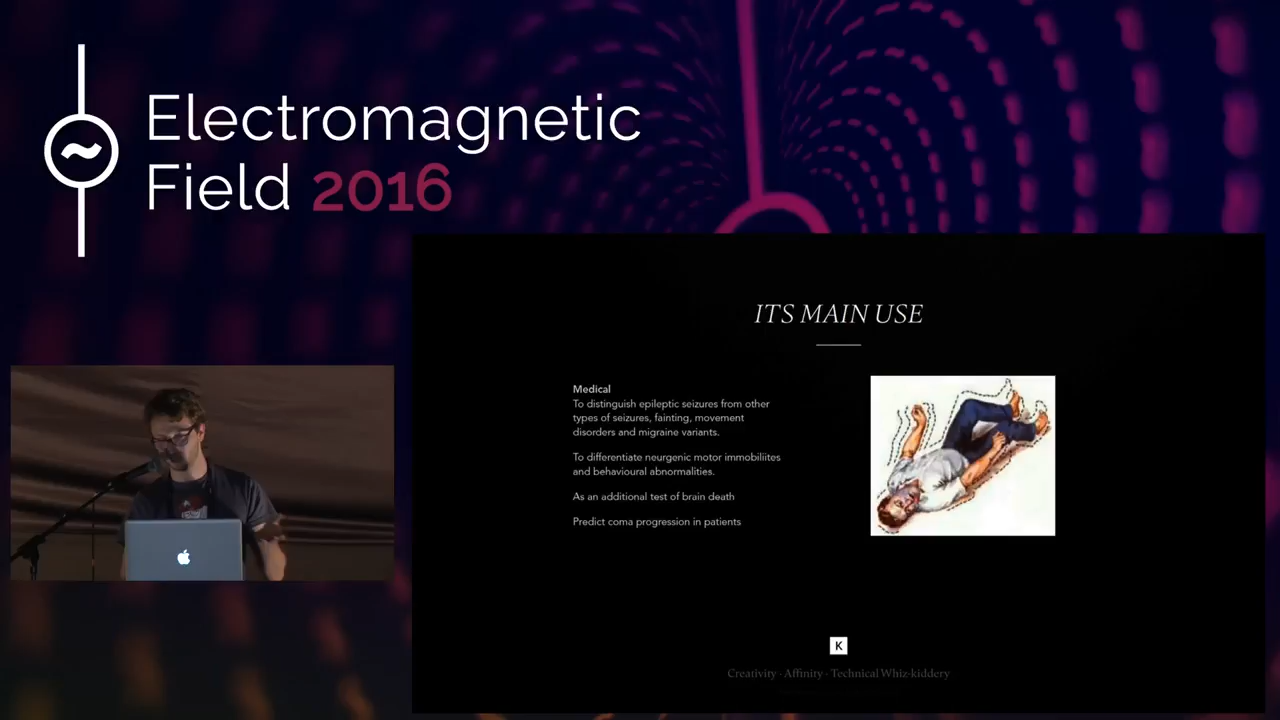 Electromagnetic
Field 2016
ITS MAIN USE
Medical
To distinguish epileptic seizures from other
types of seizures, fainting, movement
disorders and migraine variants.
To differentiate neurgenic motor immobiliites
and behavioural abnormalities.
As an additional test of brain death
Predict coma progression in patients
K
Creativity · Affinity · Technical Whiz-kiddery